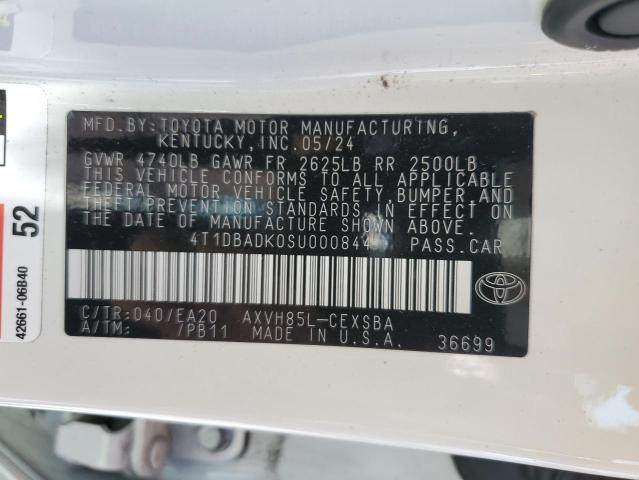 MFD.BY:TOYOTA MOTOR MANUFACTURING,
KENTUCKY,INC.05/24
GVWR 4740LB GAWR FR 2625LB RR 2500LB
THIS VEHICLE CONFORMS TO ALL APPLICABLE
FEDERAL MOTOR VEHICLE SAFETY,BUMPER,AND
THEFT PREVENTION STANDARDS IN EFFECT ON
THE DATE OF MANUFACTURE SHOWN ABOVE.
4T1DBADK0SU000844 PASS.CAR
C/TR:040/EA20 AXVH85L-CEXSBA
A/TM: /PB11 MADE IN U.S.A. 36699
52
42661-06B40